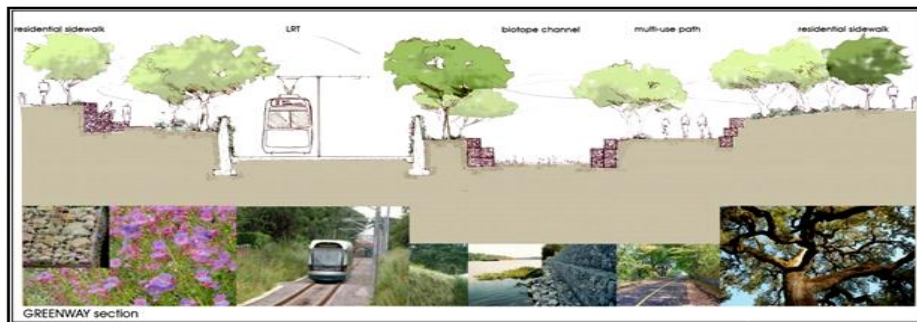 residential sidewalk
LRT
biotope channel
multi-use path
residential sidewalk
GREENWAY section